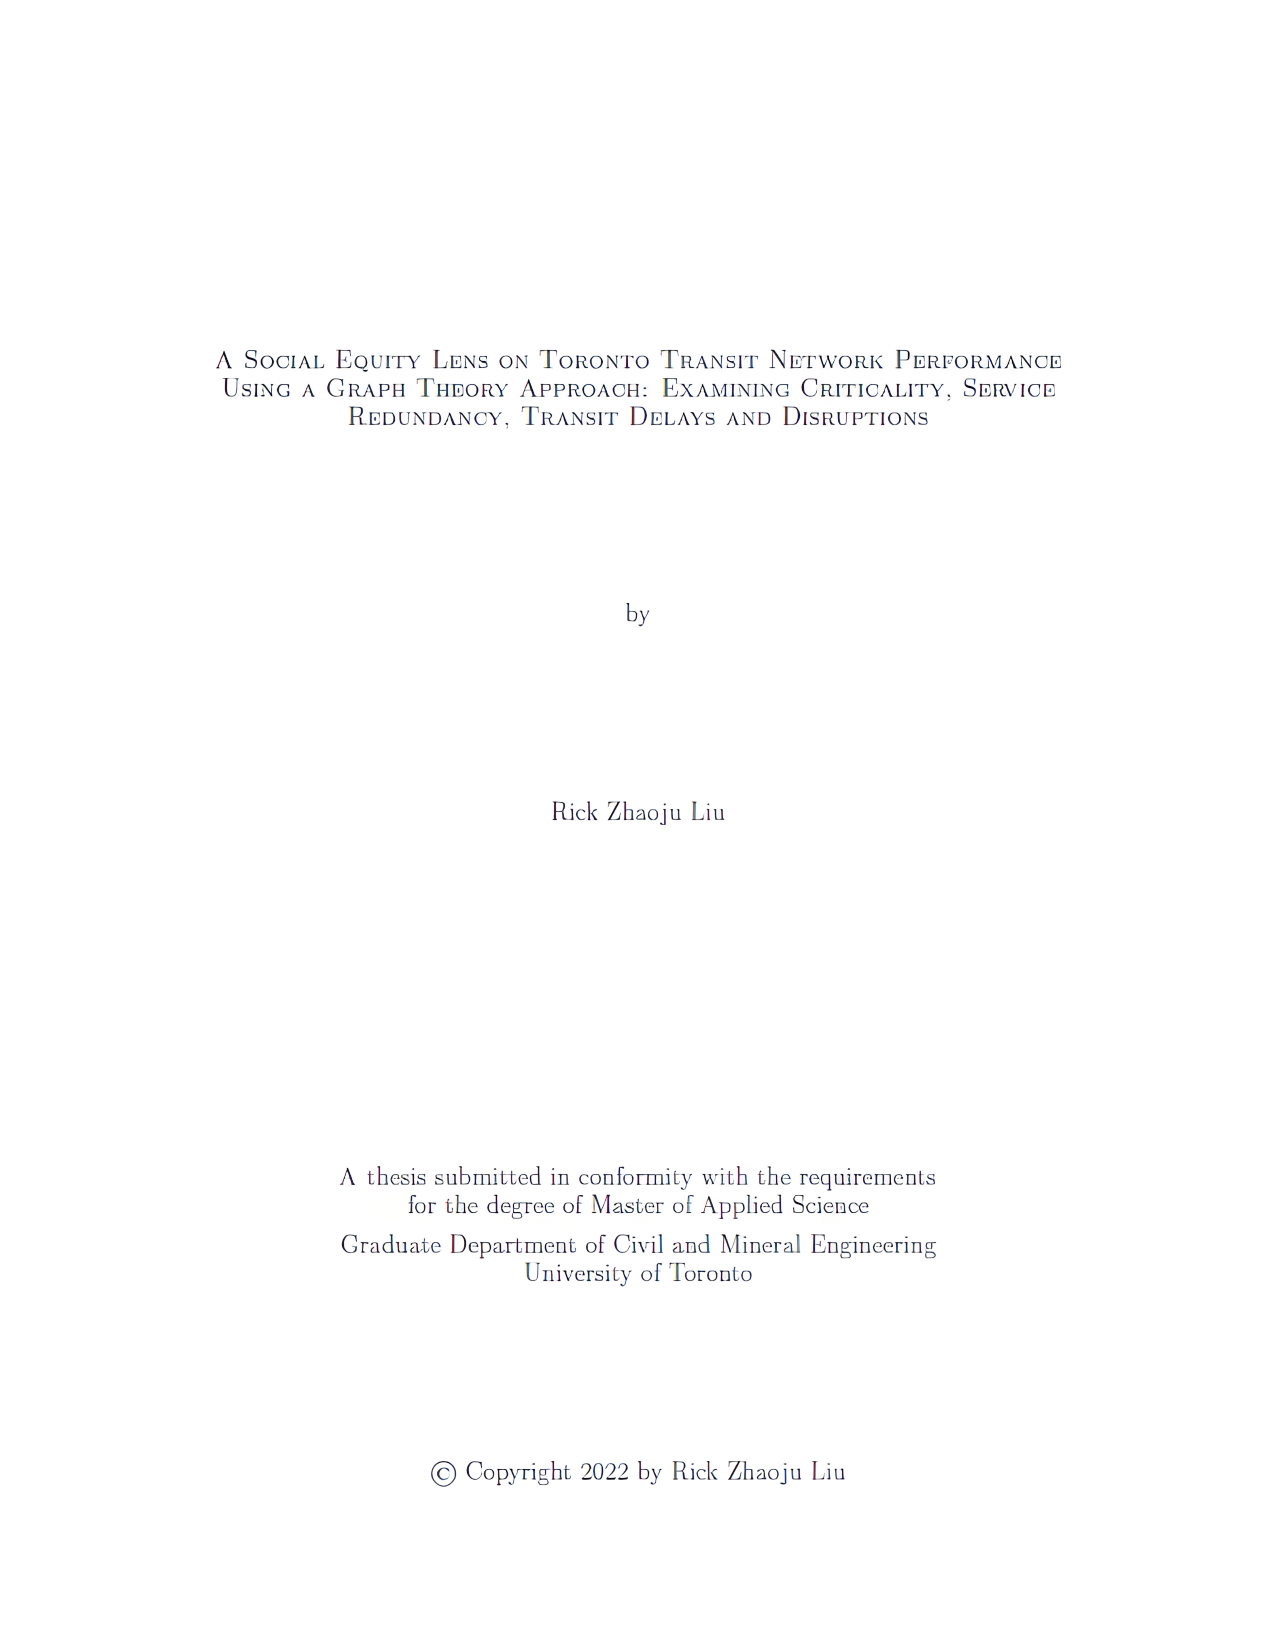 A Social Equity Lens on Toronto Transit Network Performance
Using a Graph Theory Approach: Examining Criticality, Service
Redundancy, Transit Delays and Disruptions
by
Rick Zhaoju Liu
A thesis submitted in conformity with the requirements
for the degree of Master of Applied Science
Graduate Department of Civil and Mineral Engineering
University of Toronto
© Copyright 2022 by Rick Zhaoju Liu